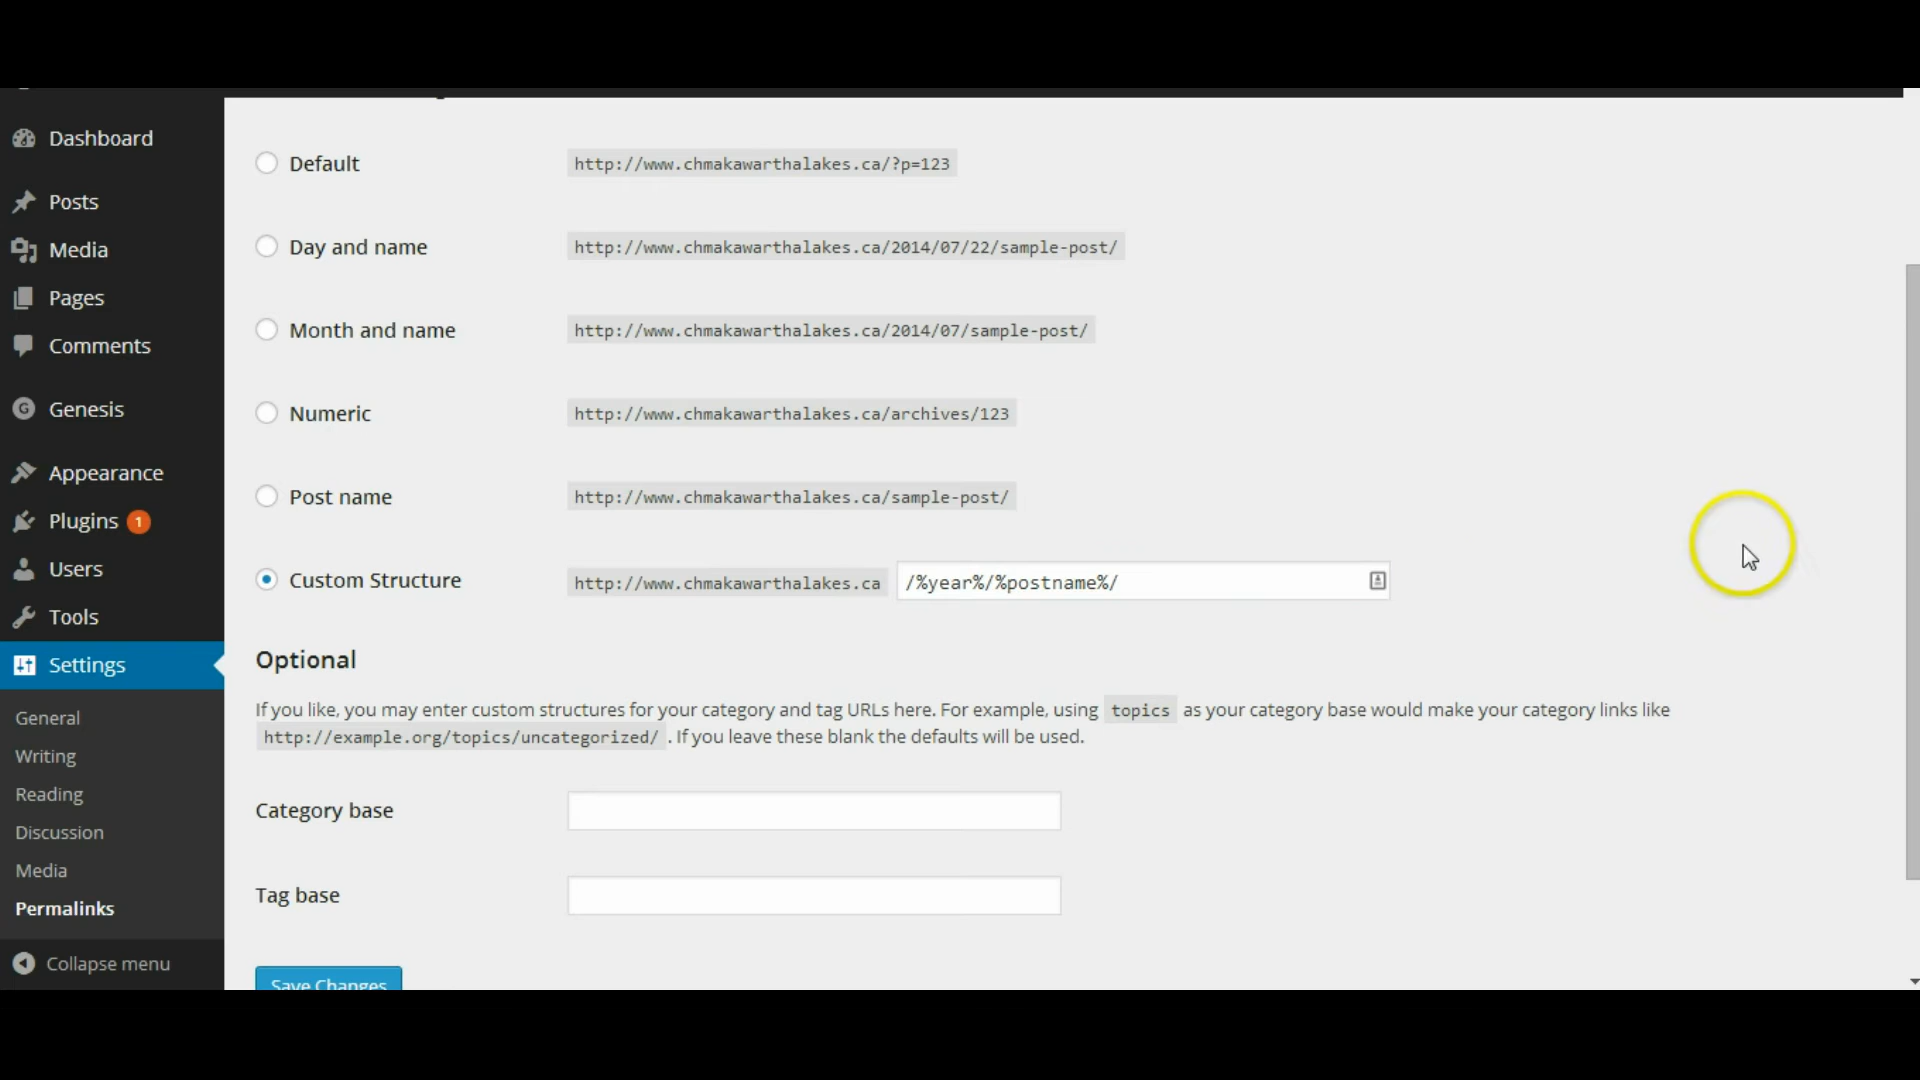 Dashboard
Posts
Media
Pages
Comments
Genesis
Appearance
Plugins 1
Users
Tools
Settings
General
Writing
Reading
Discussion
Media
Permalinks
Collapse menu
Default http://www.chmakawarthalakes.ca/?p=123
Day and name http://www.chmakawarthalakes.ca/2014/07/22/sample-post/
Month and name http://www.chmakawarthalakes.ca/2014/07/sample-post/
Numeric http://www.chmakawarthalakes.ca/archives/123
Post name http://www.chmakawarthalakes.ca/sample-post/
Custom Structure http://www.chmakawarthalakes.ca /%year%/%postname%/
Optional
If you like, you may enter custom structures for your category and tag URLs here. For example, using topics as your category base would make your category links like
http://example.org/topics/uncategorized/ . If you leave these blank the defaults will be used.
Category base
Tag base
Save Changes